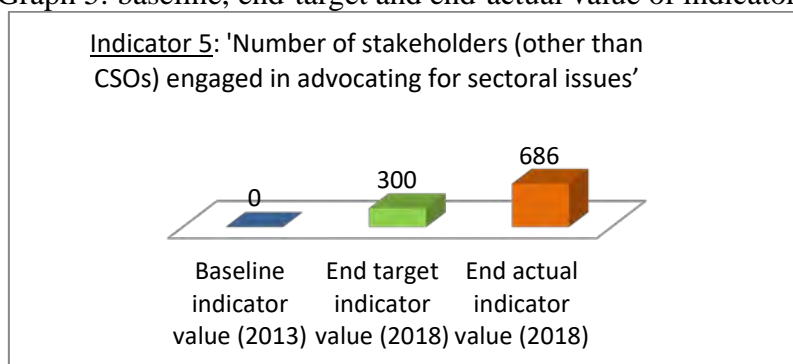 Graph 5: baseline, end-target and end-actual value of indicator
Indicator 5: 'Number of stakeholders (other than
CSOs) engaged in advocating for sectoral issues’
0
300
686
Baseline
indicator
value (2013)
End target
indicator
value (2018)
End actual
indicator
value (2018)